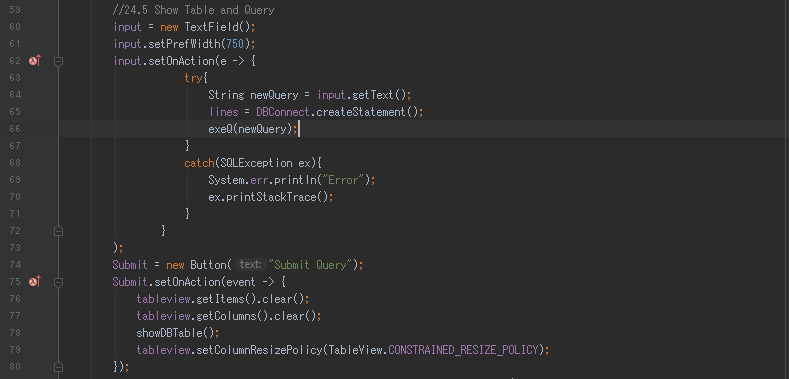 59 //24.5 Show Table and Query
60 input = new TextField();
61 input.setPrefWidth(750);
62 input.setOnAction(e -> {
63 try{
64 String newQuery = input.getText();
65 lines = DBConnect.createStatement();
66 exeQ(newQuery);
67 }
68 catch(SQLException ex){
69 System.err.println("Error");
70 ex.printStackTrace();
71 }
72 }
73 );
74 Submit = new Button( text: "Submit Query");
75 Submit.setOnAction(event -> {
76 tableview.getItems().clear();
77 tableview.getColumns().clear();
78 showDBTable();
79 tableview.setColumnResizePolicy(TableView.CONSTRAINED_RESIZE_POLICY);
80 });